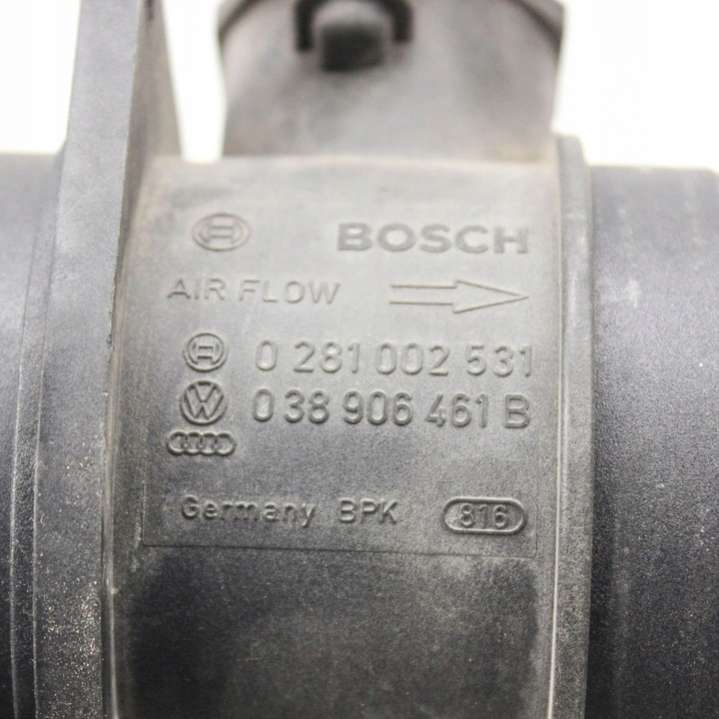 BOSCH
AIR FLOW
0 281 002 531
038 906 461 B
Germany BPK 816